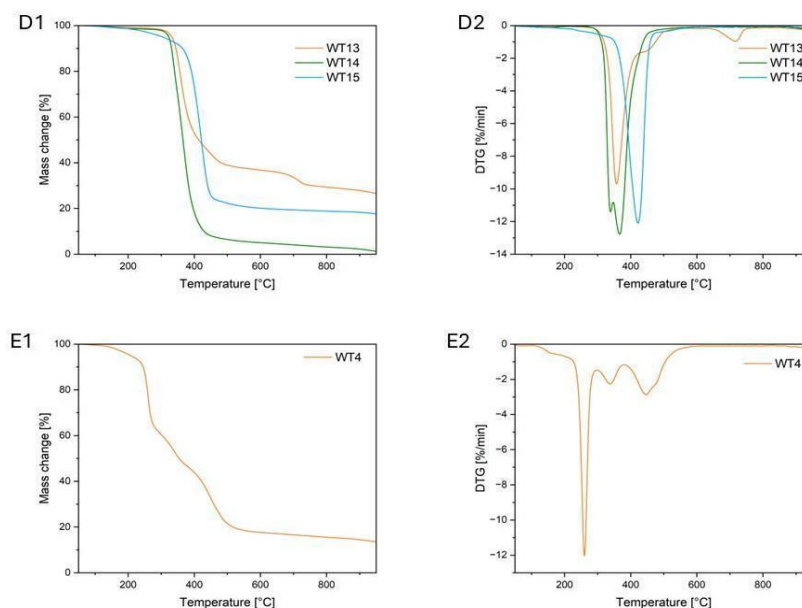 D1
100
80
60
40
20
0
Mass change [%]
WT13
WT14
WT15
200 400 600 800
Temperature [°C]
D2
0
-2
-4
-6
-8
-10
-12
-14
DTG [%/min]
WT13
WT14
WT15
200 400 600 800
Temperature [°C]
E1
100
80
60
40
20
0
Mass change [%]
WT4
200 400 600 800
Temperature [°C]
E2
0
-2
-4
-6
-8
-10
-12
DTG [%/min]
WT4
200 400 600 800
Temperature [°C]